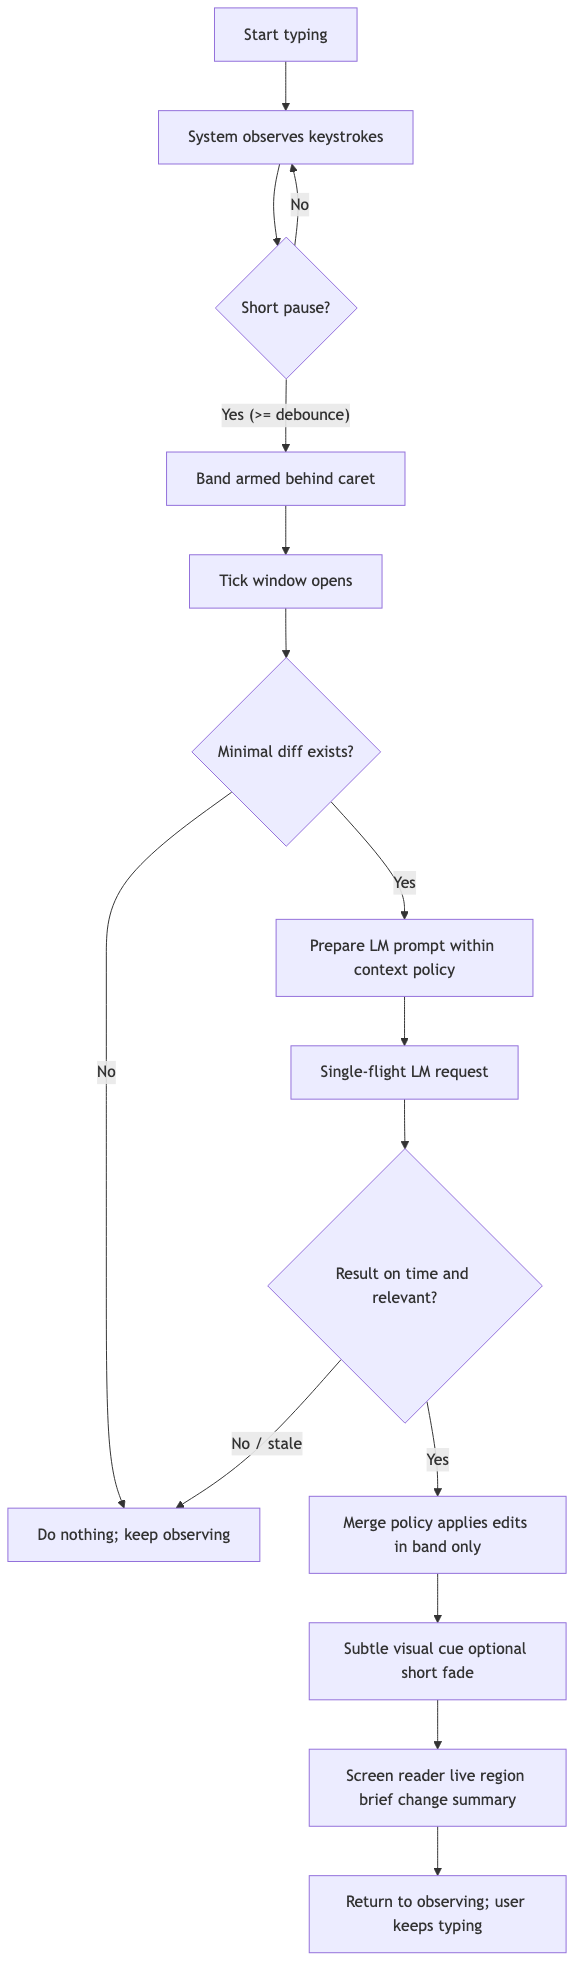 Start typing
System observes keystrokes
No
Short pause?
Yes (>= debounce)
Band armed behind caret
Tick window opens
Minimal diff exists?
Yes
Prepare LM prompt within
context policy
No
Single-flight LM request
Result on time and
relevant?
No / stale
Yes
Do nothing; keep observing
Merge policy applies edits
in band only
Subtle visual cue optional
short fade
Screen reader live region
brief change summary
Return to observing; user
keeps typing